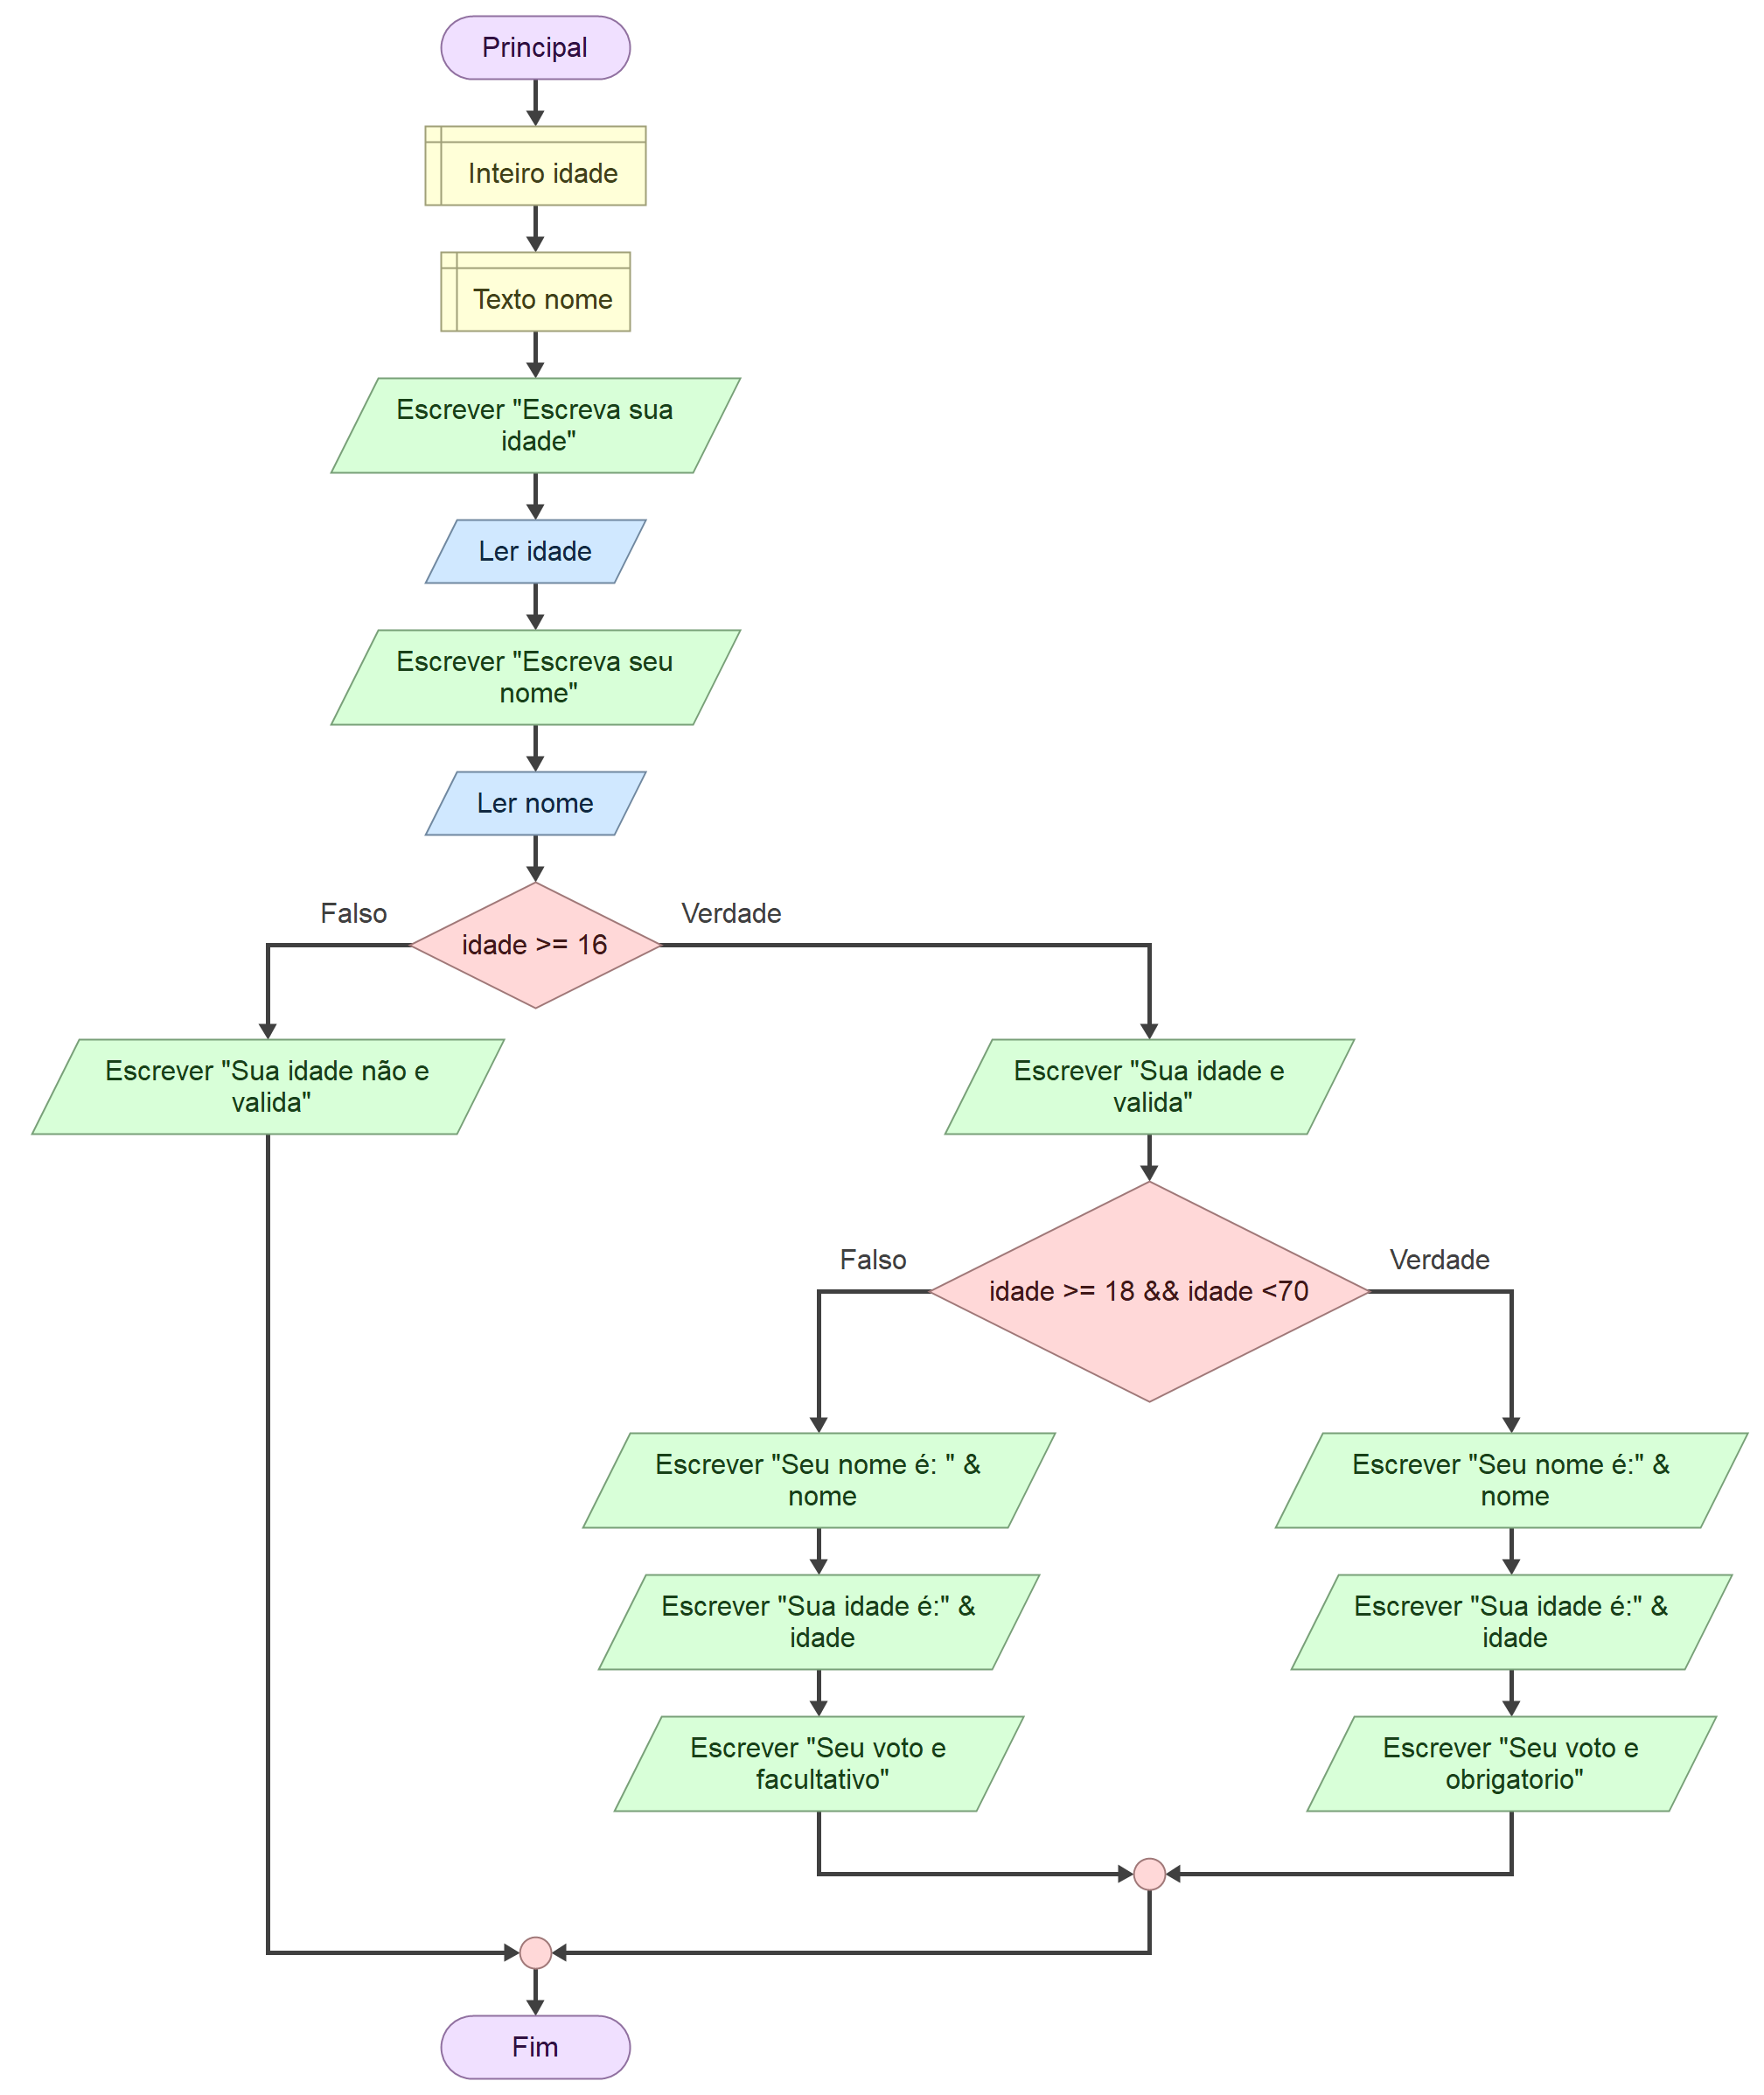 Principal
Inteiro idade
Texto nome
Escrever "Escreva sua
idade"
Ler idade
Escrever "Escreva seu
nome"
Ler nome
Falso
Verdade
idade >= 16
Escrever "Sua idade não e
valida"
Escrever "Sua idade e
valida"
Falso
Verdade
idade >= 18 && idade <70
Escrever "Seu nome é: " &
nome
Escrever "Sua idade é:" &
idade
Escrever "Seu voto e
facultativo"
Escrever "Seu nome é:" &
nome
Escrever "Sua idade é:" &
idade
Escrever "Seu voto e
obrigatorio"
Fim